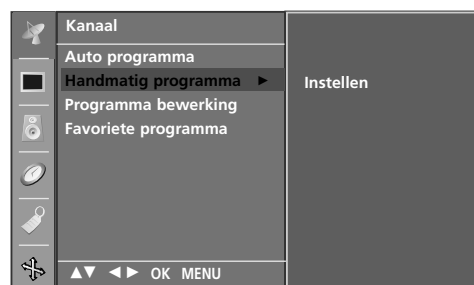 Kanaal
Auto programma
Handmatig programma ►
Instellen
Programma bewerking
Favoriete programma
▲▼ ◄► OK MENU